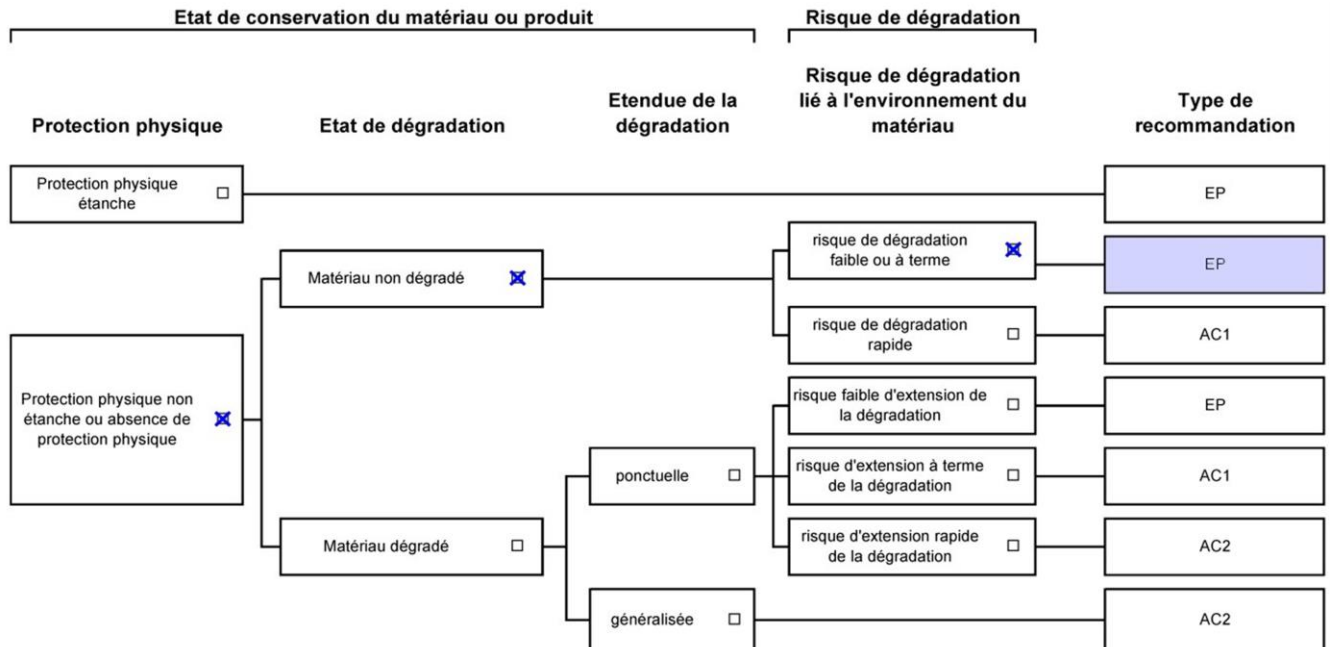 Etat de conservation du matériau ou produit
Risque de dégradation
Protection physique
Etat de dégradation
Etendue de la
dégradation
Risque de dégradation
lié à l'environnement du
matériau
Type de
recommandation
Protection physique
étanche
EP
risque de dégradation
faible ou à terme
EP
Matériau non dégradé
risque de dégradation
rapide
AC1
Protection physique non
étanche ou absence de
protection physique
risque faible d'extension de
la dégradation
EP
ponctuelle
risque d'extension à terme
de la dégradation
AC1
Matériau dégradé
risque d'extension rapide
de la dégradation
AC2
généralisée
AC2